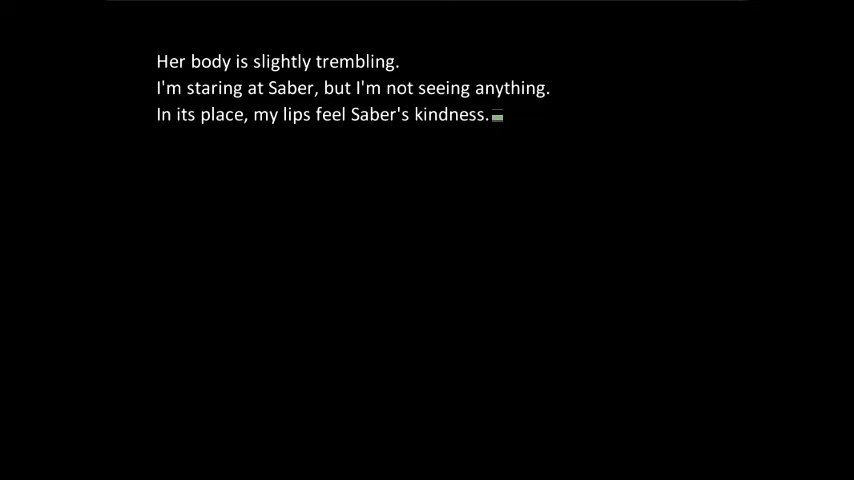 Her body is slightly trembling.
I'm staring at Saber, but I'm not seeing anything.
In its place, my lips feel Saber's kindness.